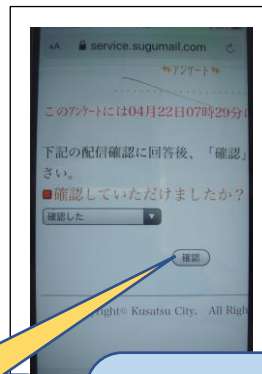 AA service.sugumail.com
アンケート
このアンケートには04月22日07時29分
下記の配信確認に回答後、「確認」
さい。
■確認していただけましたか？
確認した
確認
right© Kusatsu City. All Righ